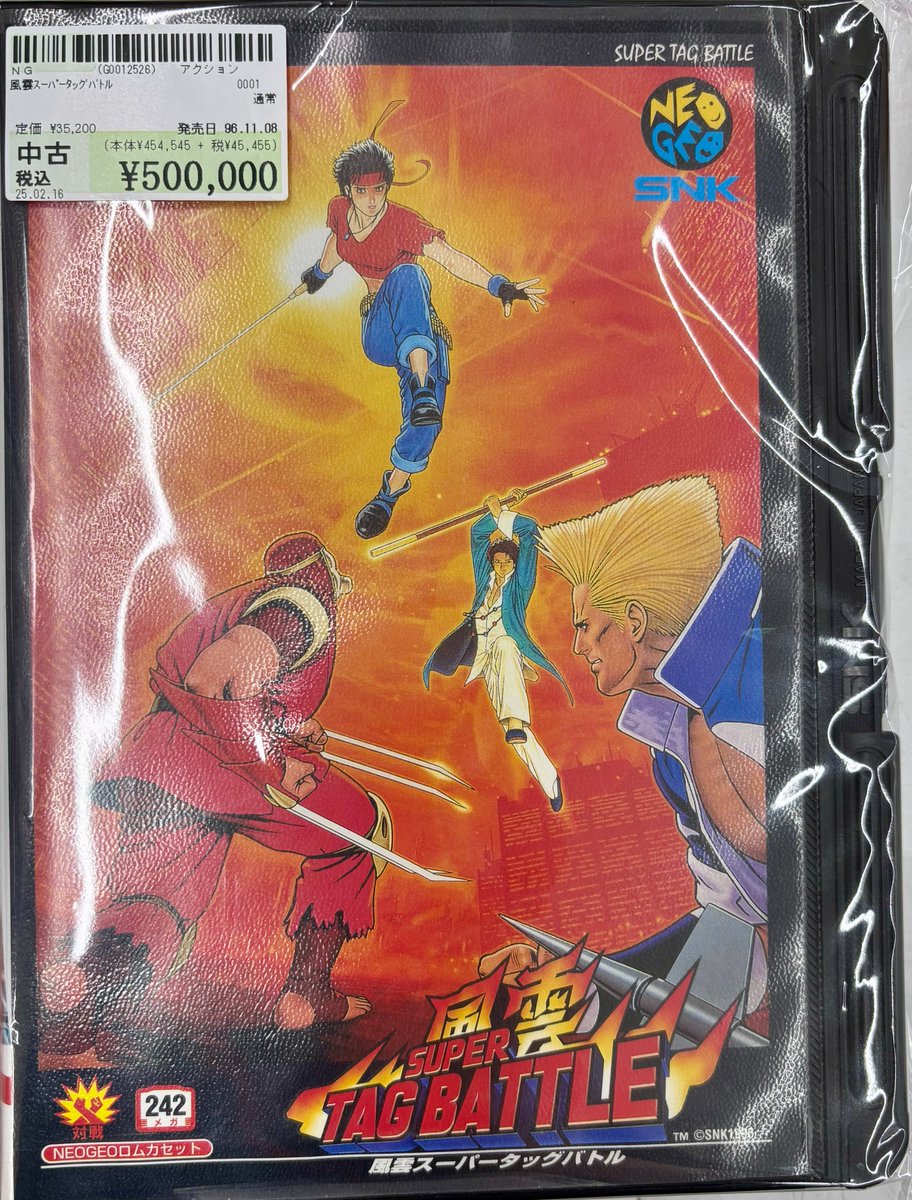 NG (G0012526) アクション
風雲スーパータッグバトル 0001
通常
定価 ¥35,200 発売日 96.11.08
中古 (本体¥454,545 + 税¥45,455)
税込 ¥500,000
25.02.16
SUPER TAG BATTLE
NEO
GEO
SNK
MADE IN JAPAN
SNK
風雲
SUPER
TAG BATTLE
TM ©SNK1996
対戦
242
メガ
NEOGEOロムカセット
風雲スーパータッグバトル